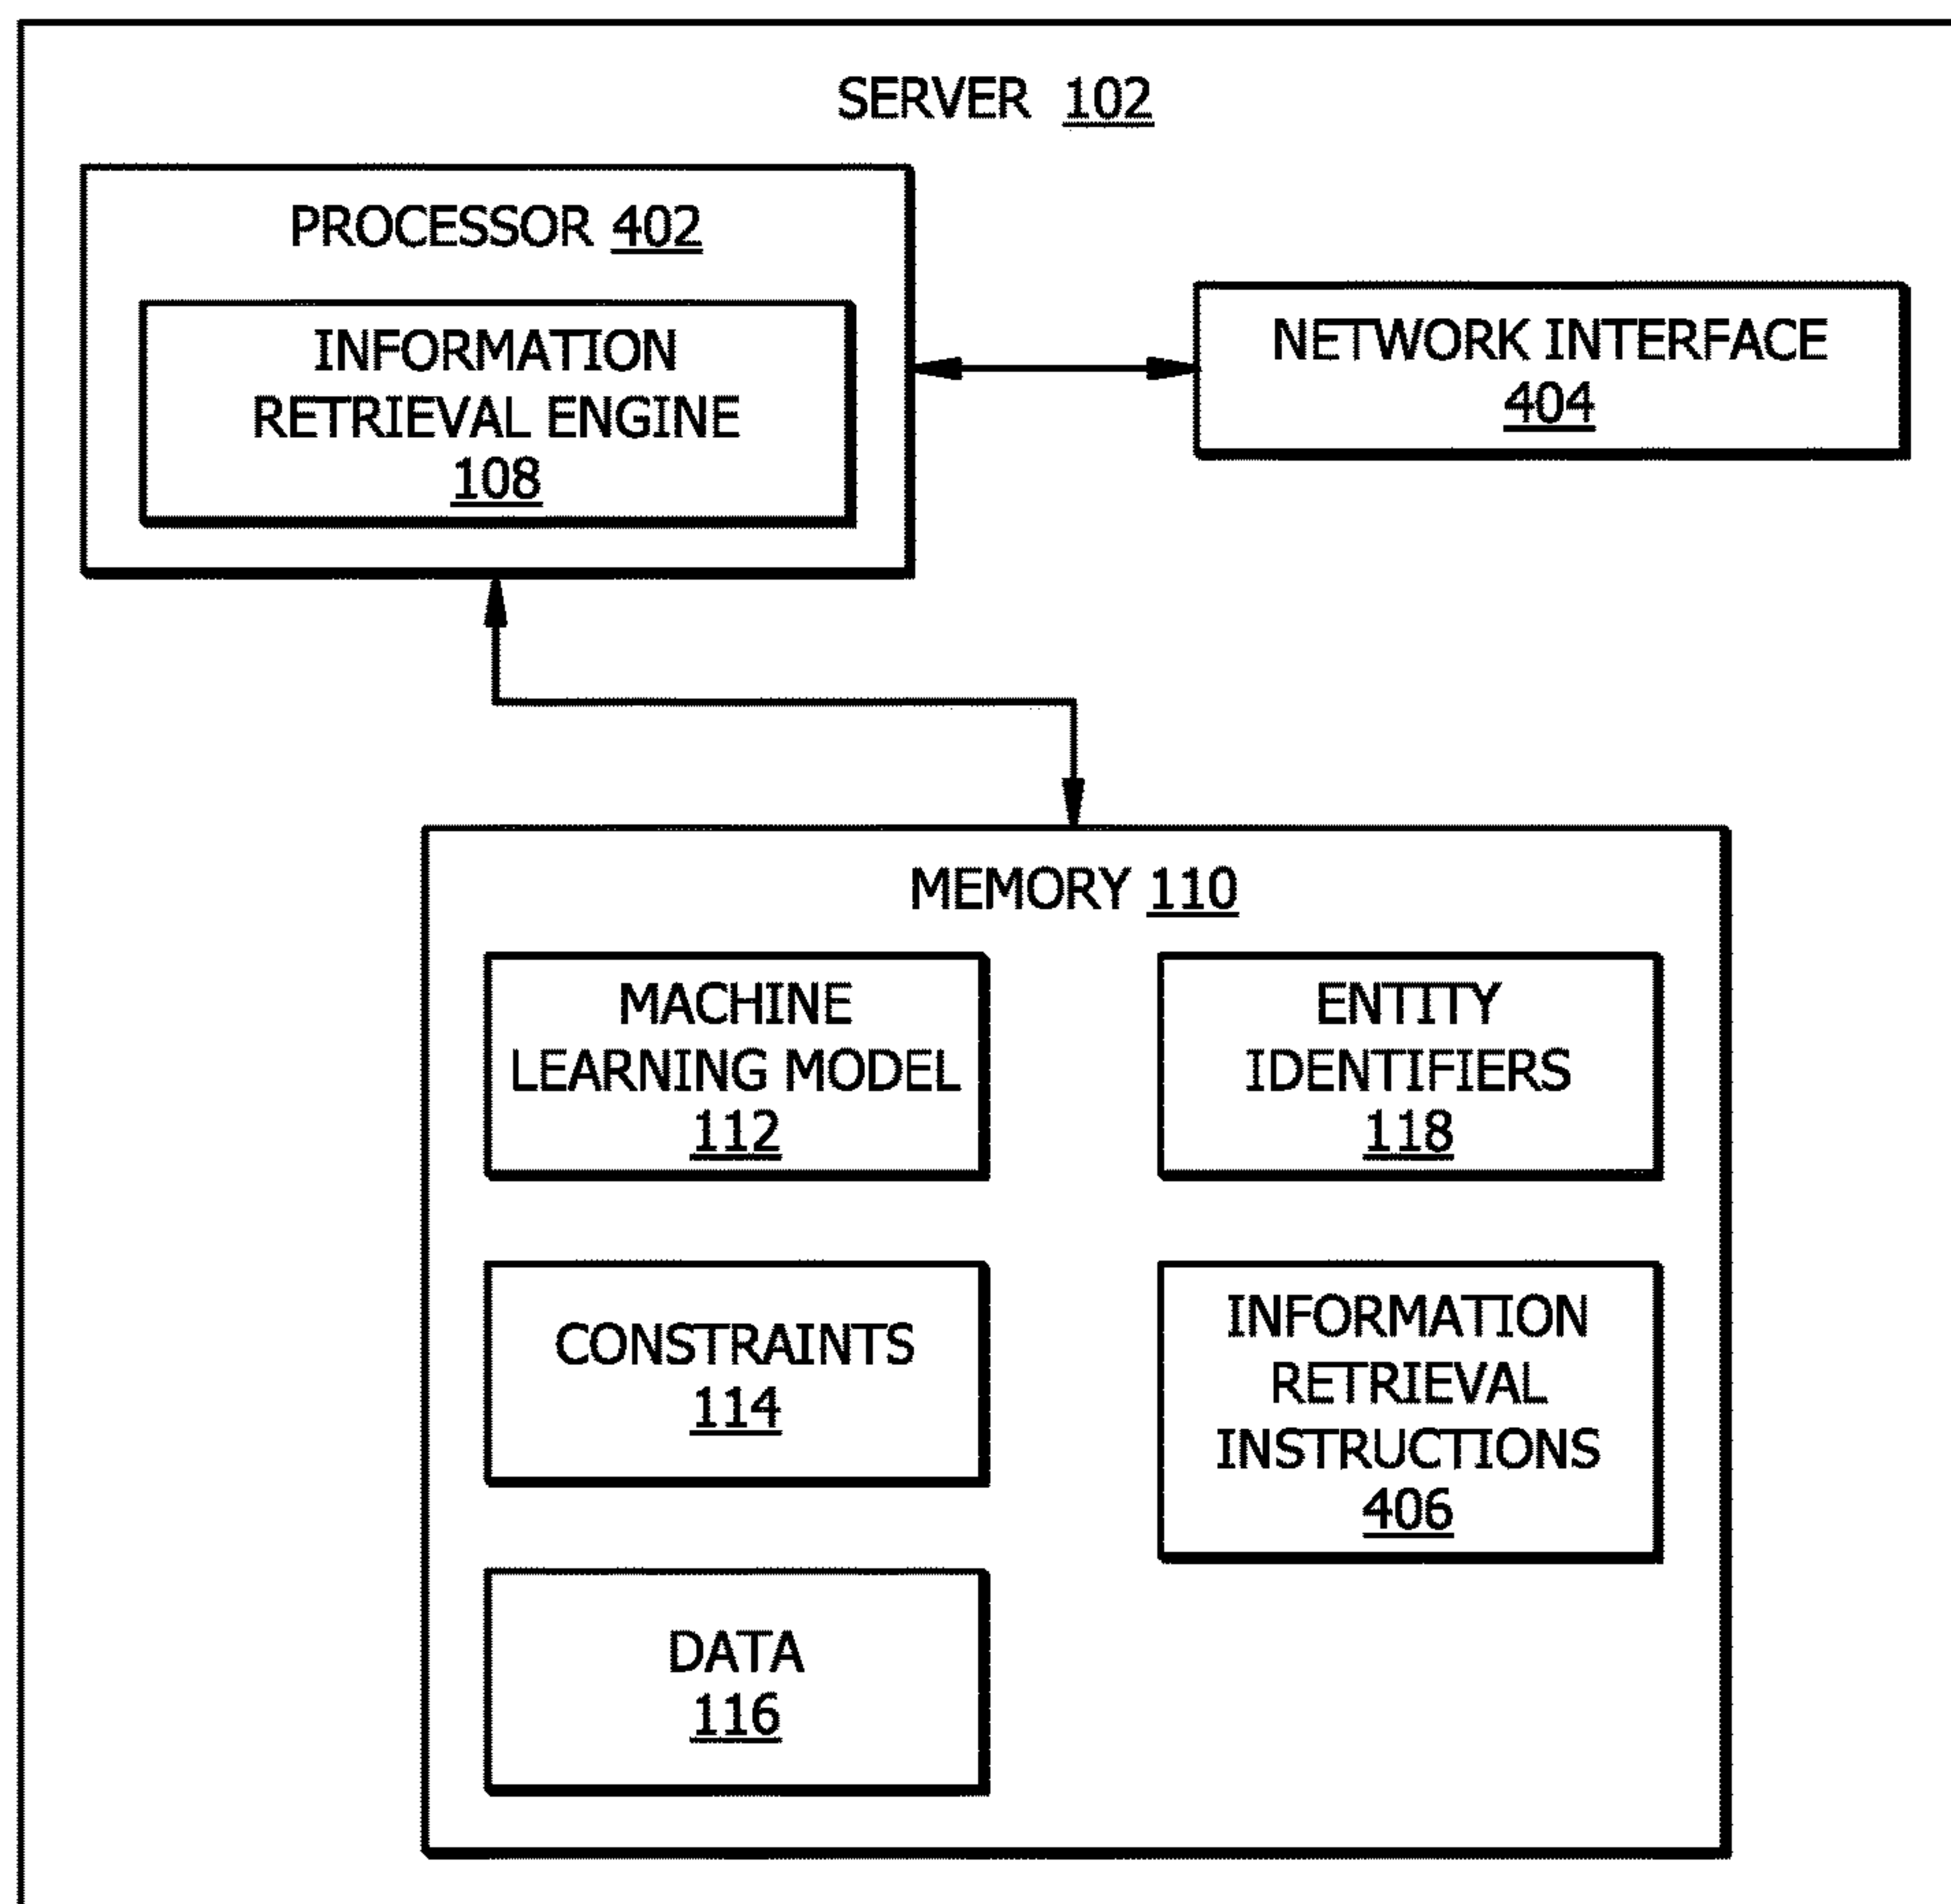 SERVER 102
PROCESSOR 402
INFORMATION
RETRIEVAL ENGINE
108
NETWORK INTERFACE
404
MEMORY 110
MACHINE
LEARNING MODEL
112
ENTITY
IDENTIFIERS
118
CONSTRAINTS
114
INFORMATION
RETRIEVAL
INSTRUCTIONS
406
DATA
116